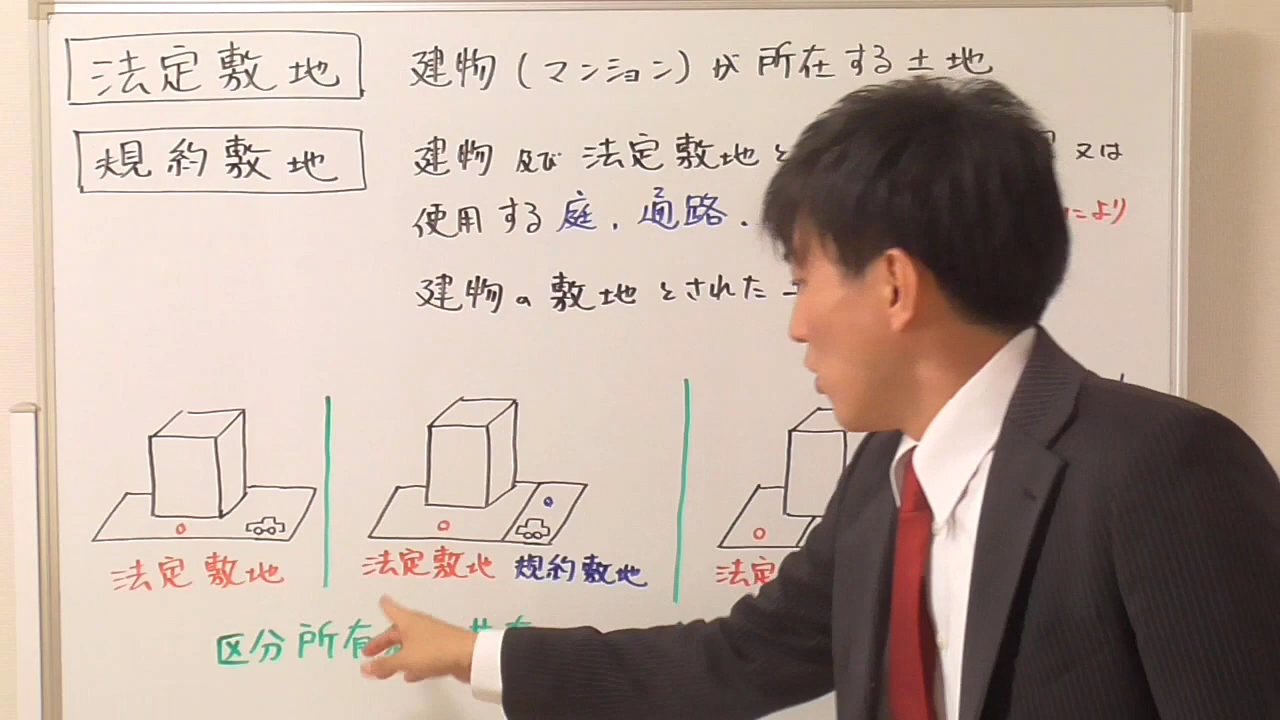 法定敷地 建物(マンション)が所在する土地
規約敷地 建物及び法定敷地と 又は
使用する庭、通路、 により
建物の敷地とされた
法定敷地 法定敷地 規約敷地 法定
区分所有